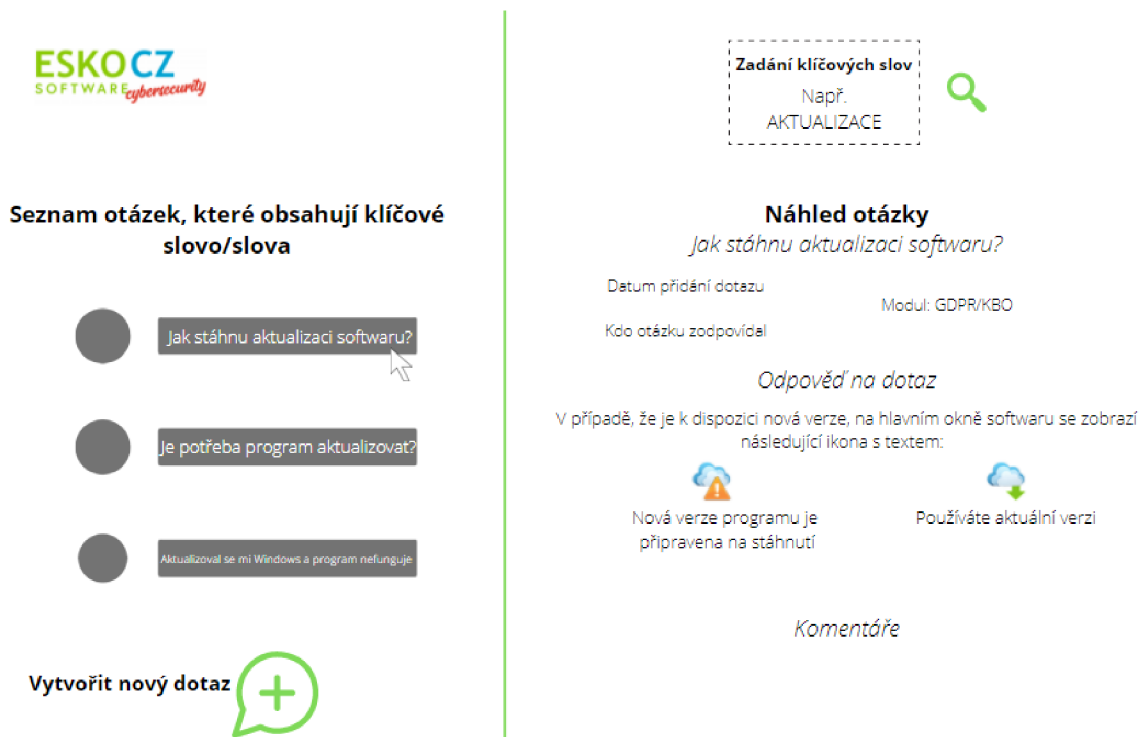 ESKO CZ
SOFTWARE cybersecurity
Seznam otázek, které obsahují klíčové
slovo/slova
Jak stáhnu aktualizaci softwaru?
Je potřeba program aktualizovat?
Aktualizoval se mi Windows a program nefunguje
Vytvořit nový dotaz
Zadání klíčových slov
Např.
AKTUALIZACE
Náhled otázky
Jak stáhnu aktualizaci softwaru?
Datum přidání dotazu
Modul: GDPR/KBO
Kdo otázku zodpovídal
Odpověď na dotaz
V případě, že je k dispozici nová verze, na hlavním okně softwaru se zobrazí
následující ikona s textem:
Nová verze programu je
připravena na stáhnutí
Používáte aktuální verzi
Komentáře